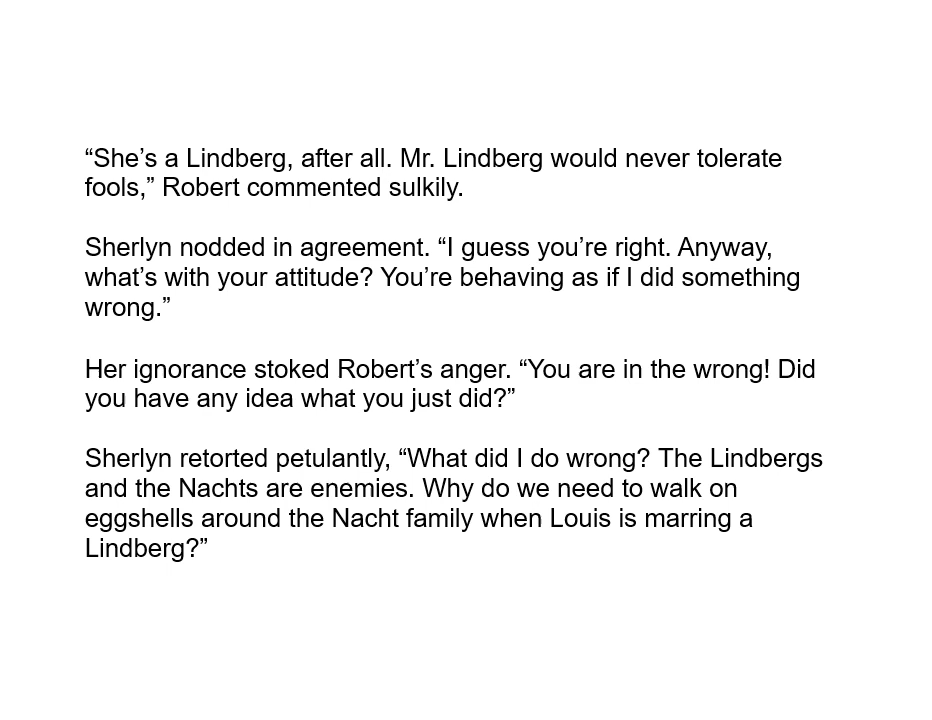 “She’s a Lindberg, after all. Mr. Lindberg would never tolerate
fools,” Robert commented sulkily.
Sherlyn nodded in agreement. “I guess you’re right. Anyway,
what’s with your attitude? You’re behaving as if I did something
wrong.”
Her ignorance stoked Robert’s anger. “You are in the wrong! Did
you have any idea what you just did?”
Sherlyn retorted petulantly, “What did I do wrong? The Lindbergs
and the Nachts are enemies. Why do we need to walk on
eggshells around the Nacht family when Louis is marring a
Lindberg?”